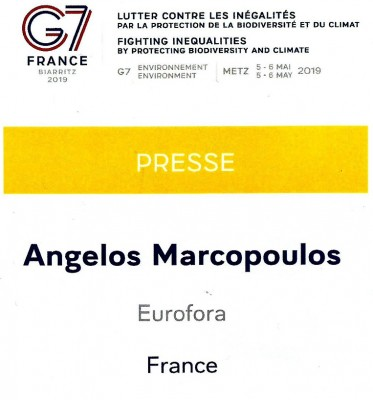 G7
FRANCE
BIARRITZ
2019
LUTTER CONTRE LES INÉGALITÉS
PAR LA PROTECTION DE LA BIODIVERSITÉ ET DU CLIMAT
FIGHTING INEQUALITIES
BY PROTECTING BIODIVERSITY AND CLIMATE
G7 ENVIRONNEMENT
ENVIRONMENT
METZ 5 - 6 MAI
5 - 6 MAY 2019
PRESSE
Angelos Marcopoulos
Eurofora
France